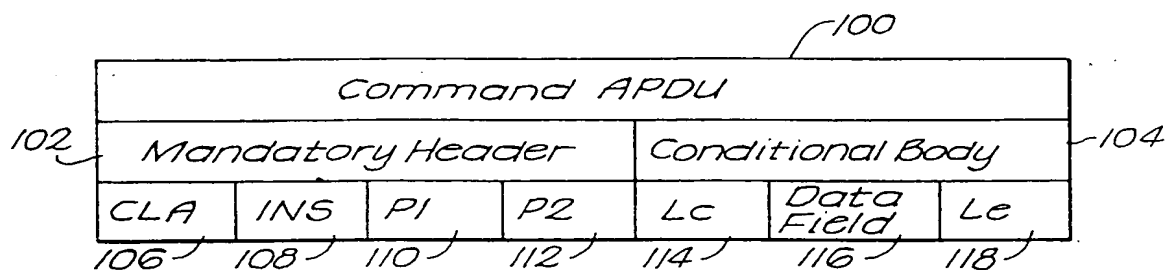 100
Command APDU
102 Mandatory Header Conditional Body 104
CLA INS P1 P2 Lc Data Field Le
106 108 110 112 114 116 118